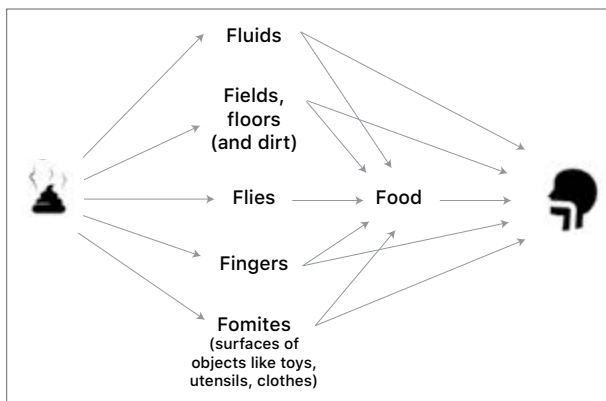 Fluids
Fields,
floors
(and dirt)
Flies
Food
Fingers
Fomites
(surfaces of
objects like toys,
utensils, clothes)